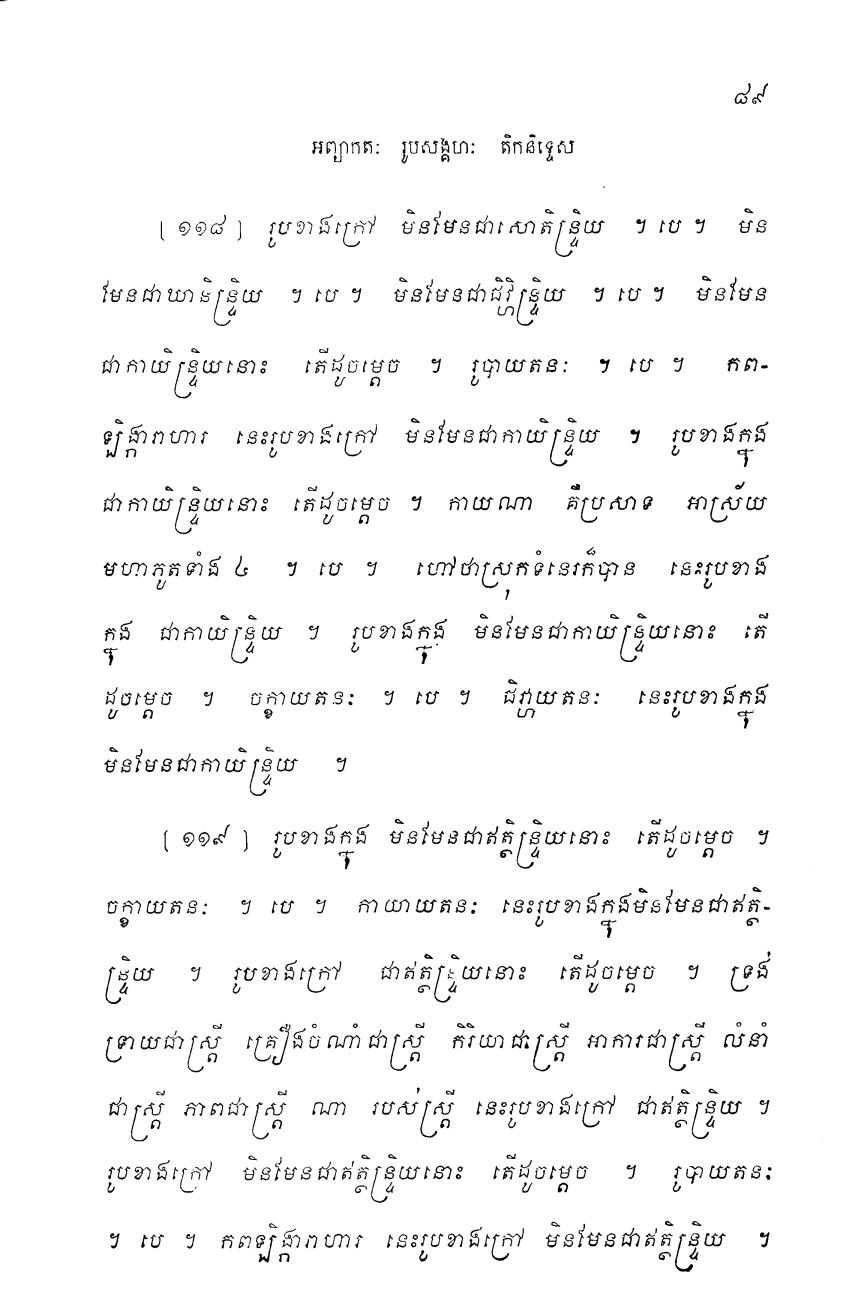 ៨៩
អព្យាកតៈ រូបសង្គហៈ តិកនិទ្ទេស
[ ១១៨ ] រូបខាងក្រៅ មិនមែនជាសោតិន្ទ្រិយ ។ បេ ។ មិន
មែនជាឃានិន្ទ្រិយ ។ បេ ។ មិនមែនជាជិវ្ហិន្ទ្រិយ ។ បេ ។ មិនមែន
ជាកាយិន្ទ្រិយនោះ តើដូចម្តេច ។ រូបាយតនៈ ។ បេ ។ កព-
ឡិង្ការាហារ នេះរូបខាងក្រៅ មិនមែនជាកាយិន្ទ្រិយ ។ រូបខាងក្នុង
ជាកាយិន្ទ្រិយនោះ តើដូចម្តេច ។ កាយណា គឺប្រសាទ អាស្រ័យ
មហាភូតទាំង ៤ ។ បេ ។ ហៅថាស្រុកទំនេរក៏បាន នេះរូបខាង
ក្នុង ជាកាយិន្ទ្រិយ ។ រូបខាងក្នុង មិនមែនជាកាយិន្ទ្រិយនោះ តើ
ដូចម្តេច ។ ចក្ខាយតនៈ ។ បេ ។ ជិវ្ហាយតនៈ នេះរូបខាងក្នុង
មិនមែនជាកាយិន្ទ្រិយ ។
[ ១១៩ ] រូបខាងក្នុង មិនមែនជាឥត្ថិន្ទ្រិយនោះ តើដូចម្តេច ។
ចក្ខាយតនៈ ។ បេ ។ កាយាយតនៈ នេះរូបខាងក្នុងមិនមែនជាឥត្ថិ-
ន្ទ្រិយ ។ រូបខាងក្រៅ ជាឥត្ថិន្ទ្រិយនោះ តើដូចម្តេច ។ ទ្រង់
ទ្រាយជាស្ត្រី គ្រឿងចំណាំជាស្ត្រី កិរិយាជាស្ត្រី អាការជាស្ត្រី លំនាំ
ជាស្ត្រី ភាពជាស្ត្រី ណា របស់ស្ត្រី នេះរូបខាងក្រៅ ជាឥត្ថិន្ទ្រិយ ។
រូបខាងក្រៅ មិនមែនជាឥត្ថិន្ទ្រិយនោះ តើដូចម្តេច ។ រូបាយតនៈ
។ បេ ។ កពឡិង្ការាហារ នេះរូបខាងក្រៅ មិនមែនជាឥត្ថិន្ទ្រិយ ។